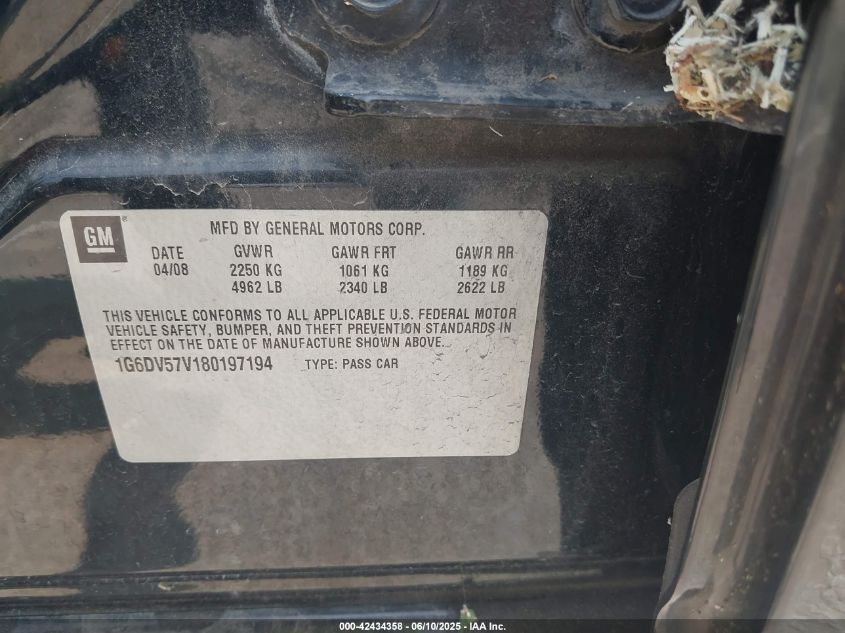 GM ®
MFD BY GENERAL MOTORS CORP.
DATE GVWR GAWR FRT GAWR RR
04/08 2250 KG 1061 KG 1189 KG
4962 LB 2340 LB 2622 LB
THIS VEHICLE CONFORMS TO ALL APPLICABLE U.S. FEDERAL MOTOR
VEHICLE SAFETY, BUMPER, AND THEFT PREVENTION STANDARDS IN
EFFECT ON THE DATE OF MANUFACTURE SHOWN ABOVE.
1G6DV57V180197194 TYPE: PASS CAR
000-42434358 - 06/10/2025 - IAA Inc.